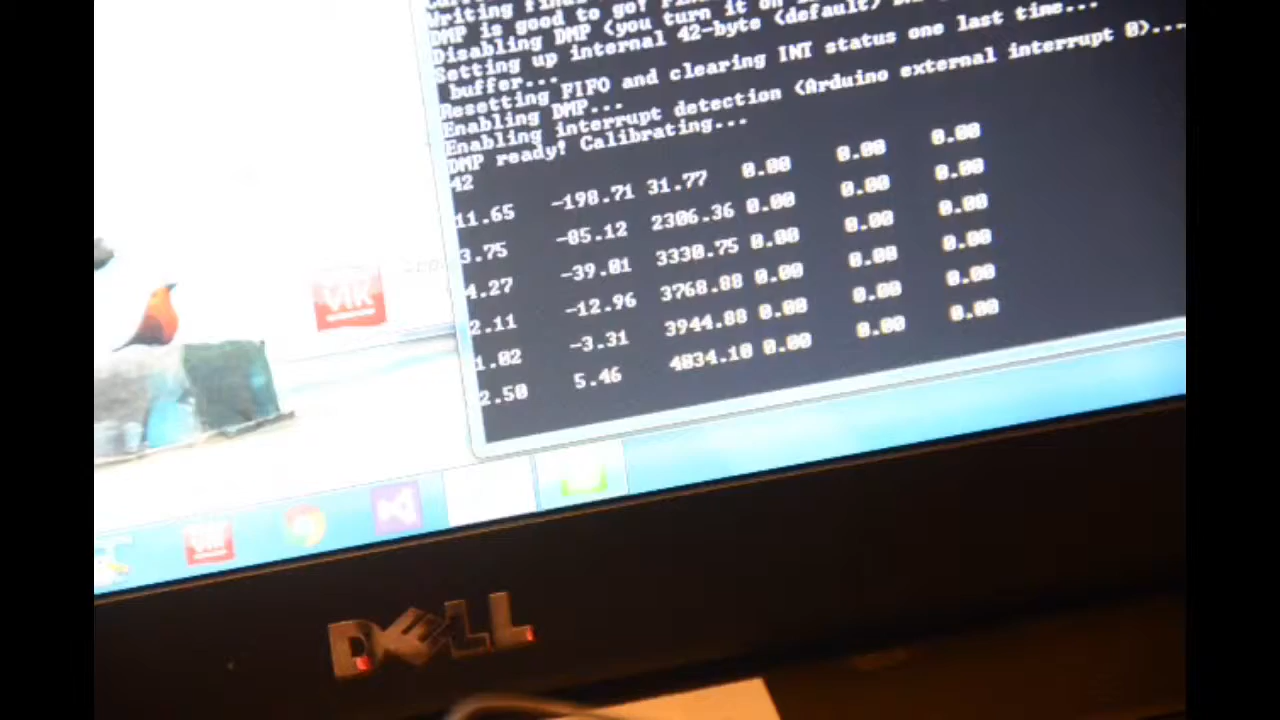 Writing final
DMP is good to go!
Disabling DMP (you turn it on
Setting up internal 42-byte (default)
buffer...
Resetting FIFO and clearing INT status one last time...
Enabling DMP...
Enabling interrupt detection (Arduino external interrupt 0)...
DMP ready! Calibrating...
42
11.65 -198.71 31.77 0.00 0.00 0.00
3.75 -85.12 2306.36 0.00 0.00 0.00
4.27 -39.01 3330.75 0.00 0.00 0.00
2.11 -12.96 3768.88 0.00 0.00 0.00
1.02 -3.31 3944.88 0.00 0.00 0.00
2.50 5.46 4034.10 0.00 0.00 0.00
DELL